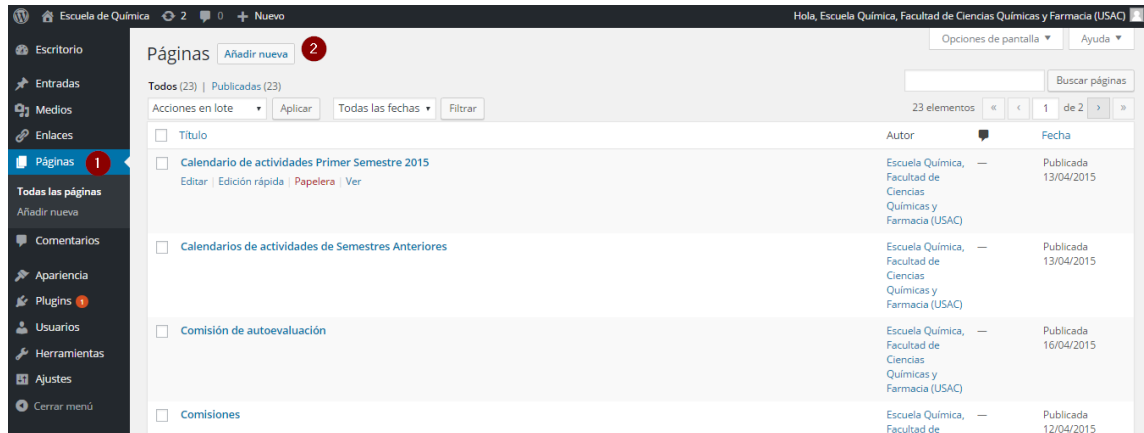 Escuela de Química 2 0 + Nuevo Hola, Escuela Química, Facultad de Ciencias Químicas y Farmacia (USAC)
Escritorio
Entradas
Medios
Enlaces
Páginas 1
Todas las páginas
Añadir nueva
Comentarios
Apariencia
Plugins 1
Usuarios
Herramientas
Ajustes
Cerrar menú
Opciones de pantalla ▼ Ayuda ▼
Páginas Añadir nueva 2
Todos (23) | Publicadas (23)
Buscar páginas
Acciones en lote ▾ Aplicar Todas las fechas ▾ Filtrar 23 elementos « ‹ 1 de 2 › »
Título Autor Fecha
Calendario de actividades Primer Semestre 2015
Editar | Edición rápida | Papelera | Ver
Escuela Química,
Facultad de
Ciencias
Químicas y
Farmacia (USAC)
—
Publicada
13/04/2015
Calendarios de actividades de Semestres Anteriores
Escuela Química,
Facultad de
Ciencias
Químicas y
Farmacia (USAC)
—
Publicada
13/04/2015
Comisión de autoevaluación
Escuela Química,
Facultad de
Ciencias
Químicas y
Farmacia (USAC)
—
Publicada
16/04/2015
Comisiones
Escuela Química,
Facultad de
—
Publicada
12/04/2015